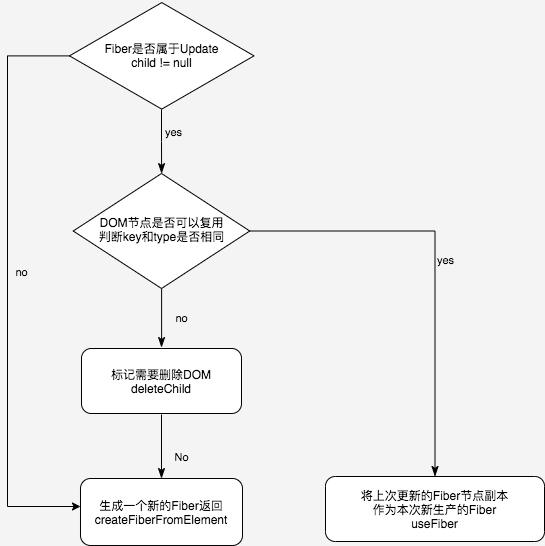 Fiber是否属于Update
child != null
yes
DOM节点是否可以复用
判断key和type是否相同
yes
no
no
标记需要删除DOM
deleteChild
No
生成一个新的Fiber返回
createFiberFromElement
将上次更新的Fiber节点副本
作为本次新生产的Fiber
useFiber